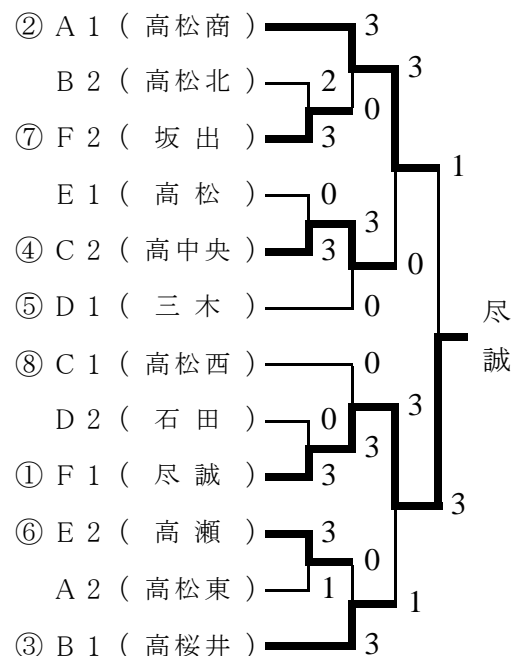 ② A 1 ( 高松商 ) 3
3
B 2 ( 高松北 ) 2
0
⑦ F 2 ( 坂 出 ) 3
1
E 1 ( 高 松 ) 0
3
④ C 2 ( 高中央 ) 3
0
⑤ D 1 ( 三 木 ) 0
尽誠
⑧ C 1 ( 高松西 ) 0
3
D 2 ( 石 田 ) 0
3
① F 1 ( 尽 誠 ) 3
3
⑥ E 2 ( 高 瀬 ) 3
0
A 2 ( 高松東 ) 1
1
③ B 1 ( 高桜井 ) 3